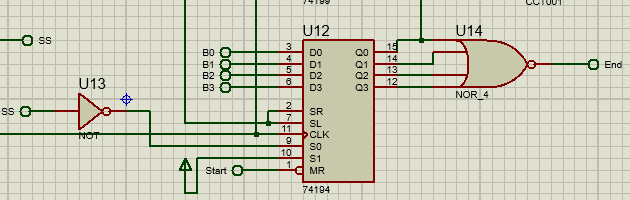 74199
CCT001
SS
U12
U14
B0 3 D0 Q0 15
B1 4 D1 Q1 14
B2 5 D2 Q2 13
B3 6 D3 Q3 12
End
NOR_4
U13
SS
NOT
2 SR
7 SL
11 CLK
9 S0
10 S1
Start 1 MR
74194